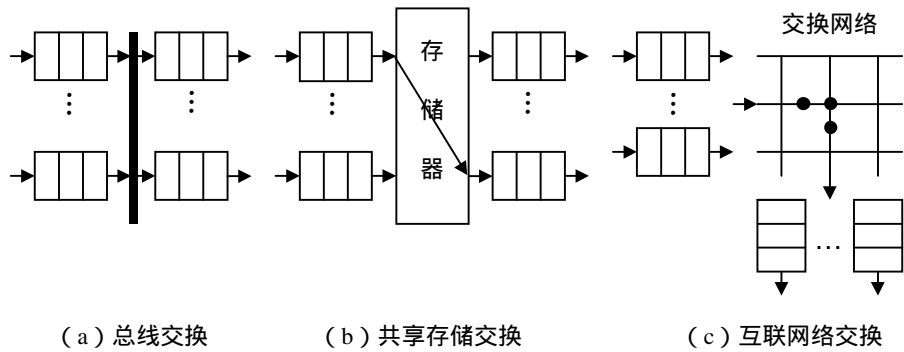 交换网络
存
储
器
（a）总线交换
（b）共享存储交换
（c）互联网络交换